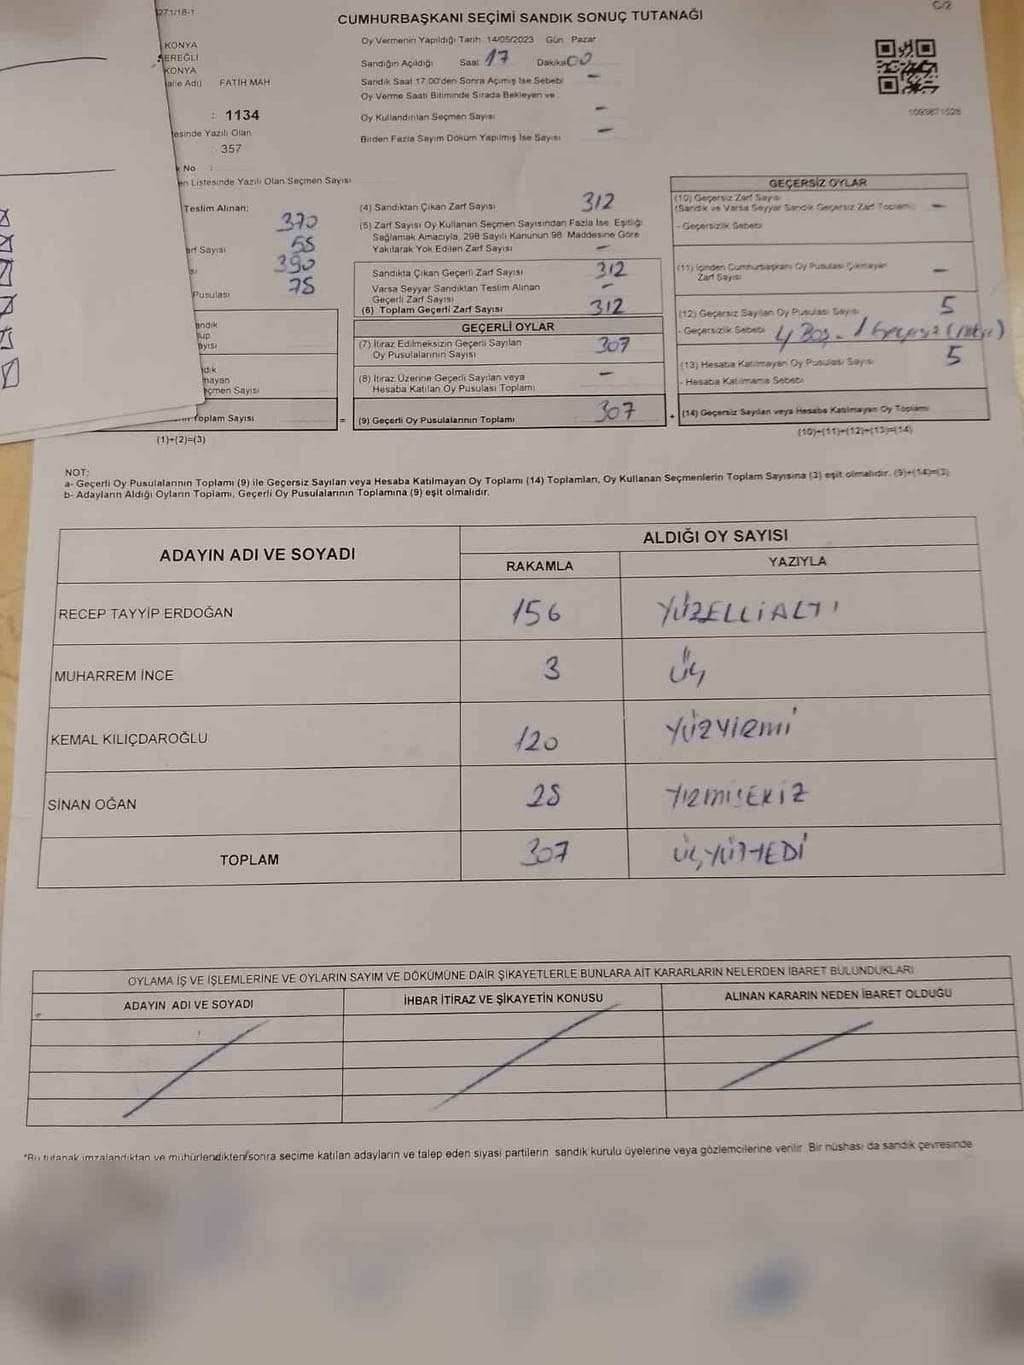 271/18-1
C/2
CUMHURBAŞKANI SEÇİMİ SANDIK SONUÇ TUTANAĞI
KONYA
EREĞLİ
KONYA
FATİH MAH
: 1134
esinde Yazılı Olan
: 357
No :
en Listesinde Yazılı Olan Seçmen Sayısı
Oy Vermenin Yapıldığı Tarih :14/05/2023 Gün: Pazar
Sandığın Açıldığı Saat: 17 Dakika 00
Sandık Saat 17:00'den Sonra Açımış İse Sebebi –
Oy Verme Saati Bitiminde Sırada Bekleyen ve
Oy Kullandırılan Seçmen Sayısı –
Birden Fazla Sayım Döküm Yapılmış İse Sayısı –
1093871528
Teslim Alınan:
370
rf Sayısı 58
390
Pusulası 78
andık
ayısı
dık
mayan
çmen Sayısı
Toplam Sayısı =
(1)+(2)=(3)
(4) Sandıktan Çıkan Zarf Sayısı 312
(5) Zarf Sayısı Oy Kullanan Seçmen Sayısından Fazla İse, Eşitliği
Sağlamak Amacıyla, 298 Sayılı Kanunun 98. Maddesine Göre
Yakılarak Yok Edilen Zarf Sayısı –
Sandıkta Çıkan Geçerli Zarf Sayısı 312
Varsa Seyyar Sandıktan Teslim Alınan
Geçerli Zarf Sayısı –
(6) Toplam Geçerli Zarf Sayısı 312
GEÇERLİ OYLAR
(7) İtiraz Edilmeksizin Geçerli Sayılan
Oy Pusulalarının Sayısı 307
(8) İtiraz Üzerine Geçerli Sayılan veya
Hesaba Katılan Oy Pusulası Toplamı –
(9) Geçerli Oy Pusulalarının Toplamı 307 +
GEÇERSİZ OYLAR
(10) Geçersiz Zarf Sayısı
(Sandık ve Varsa Seyyar Sandık Geçersiz Zarf Toplamı) –
- Geçersizlik Sebebi
(11) İçinden Cumhurbaşkanı Oy Pusulası Çıkmayan
Zarf Sayısı –
(12) Geçersiz Sayılan Oy Pusulası Sayısı 5
- Geçersizlik Sebebi 4 Boş - 1 Geçersiz
(13) Hesaba Katılmayan Oy Pusulası Sayısı 5
- Hesaba Katılmama Sebebi
(14) Geçersiz Sayılan veya Hesaba Katılmayan Oy Toplamı
(10)+(11)+(12)+(13)=(14)
NOT:
a- Geçerli Oy Pusulalarının Toplamı (9) ile Geçersiz Sayılan veya Hesaba Katılmayan Oy Toplamı (14) Toplamları, Oy Kullanan Seçmenlerin Toplam Sayısına (3) eşit olmalıdır. (9)+(14)=(3)
b- Adayların Aldığı Oyların Toplamı, Geçerli Oy Pusulalarının Toplamına (9) eşit olmalıdır.
ADAYIN ADI VE SOYADI
ALDIĞI OY SAYISI
RAKAMLA YAZIYLA
RECEP TAYYİP ERDOĞAN 156 YÜZELLİALTI
MUHARREM İNCE 3 ÜÇ
KEMAL KILIÇDAROĞLU 120 YÜZYİRMİ
SİNAN OĞAN 28 YİRMİSEKİZ
TOPLAM 307 ÜÇYÜZYEDİ
OYLAMA İŞ VE İŞLEMLERİNE VE OYLARIN SAYIM VE DÖKÜMÜNE DAİR ŞİKAYETLERLE BUNLARA AİT KARARLARIN NELERDEN İBARET BULUNDUKLARI
ADAYIN ADI VE SOYADI İHBAR İTİRAZ VE ŞİKAYETİN KONUSU ALINAN KARARIN NEDEN İBARET OLDUĞU
*Bu tutanak imzalandıktan ve mühürlendikten sonra seçime katılan adayların ve talep eden siyasi partilerin sandık kurulu üyelerine veya gözlemcilerine verilir. Bir nüshası da sandık çevresinde